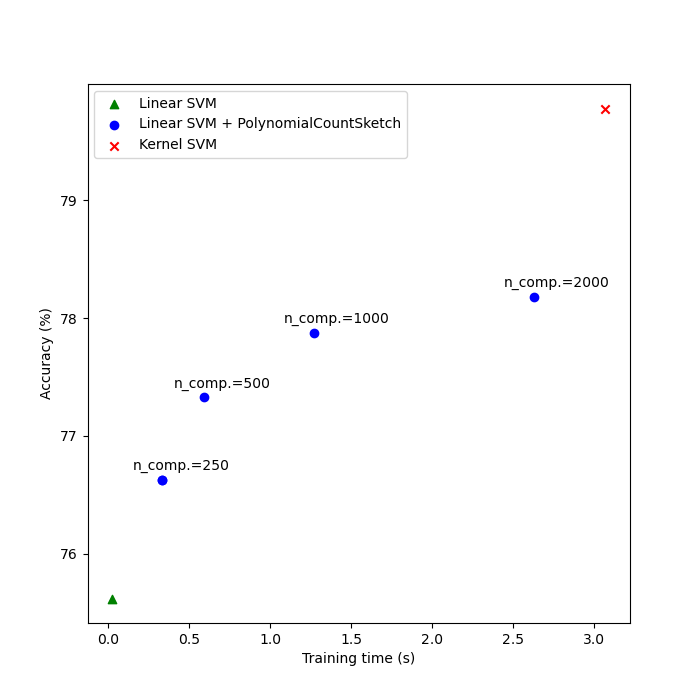 Linear SVM
Linear SVM + PolynomialCountSketch
Kernel SVM
79
n_comp.=2000
78
n_comp.=1000
n_comp.=500
77
n_comp.=250
76
Accuracy (%)
0.0 0.5 1.0 1.5 2.0 2.5 3.0
Training time (s)